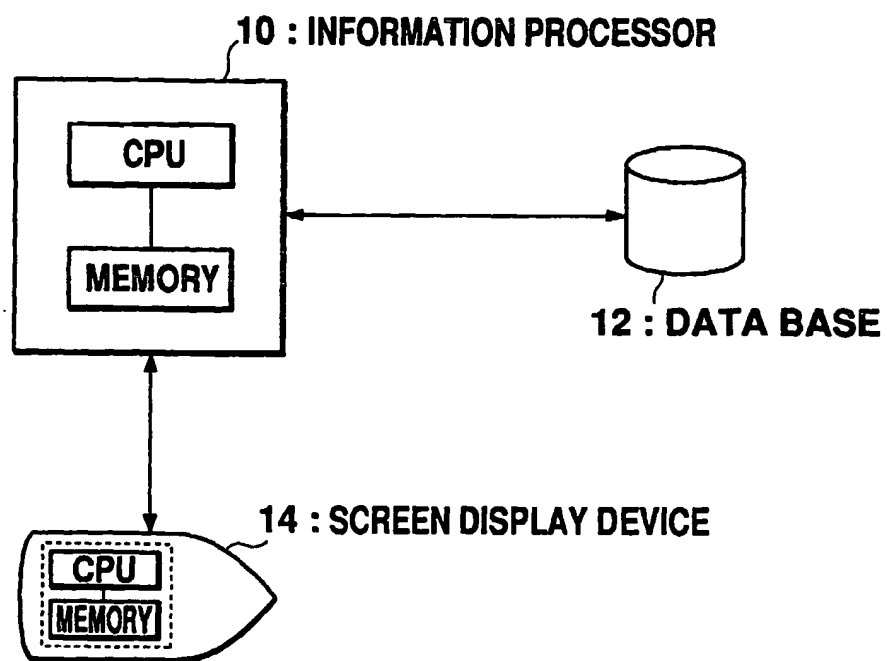 10 : INFORMATION PROCESSOR
CPU
MEMORY
12 : DATA BASE
14 : SCREEN DISPLAY DEVICE
CPU
MEMORY